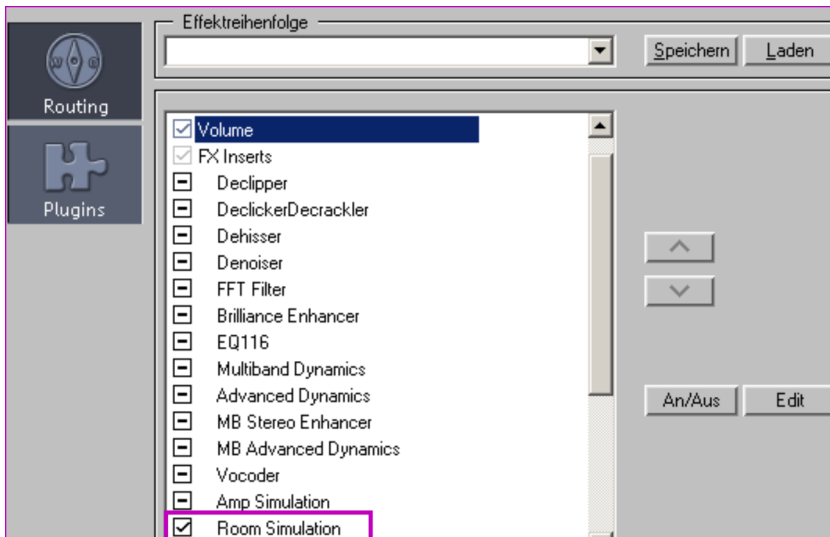 Effektreihenfolge
Speichern
Laden
Routing
Plugins
Volume
FX Inserts
Declipper
DeclickerDecrackler
Dehisser
Denoiser
FFT Filter
Brilliance Enhancer
EQ116
Multiband Dynamics
Advanced Dynamics
MB Stereo Enhancer
MB Advanced Dynamics
Vocoder
Amp Simulation
Room Simulation
An/Aus
Edit